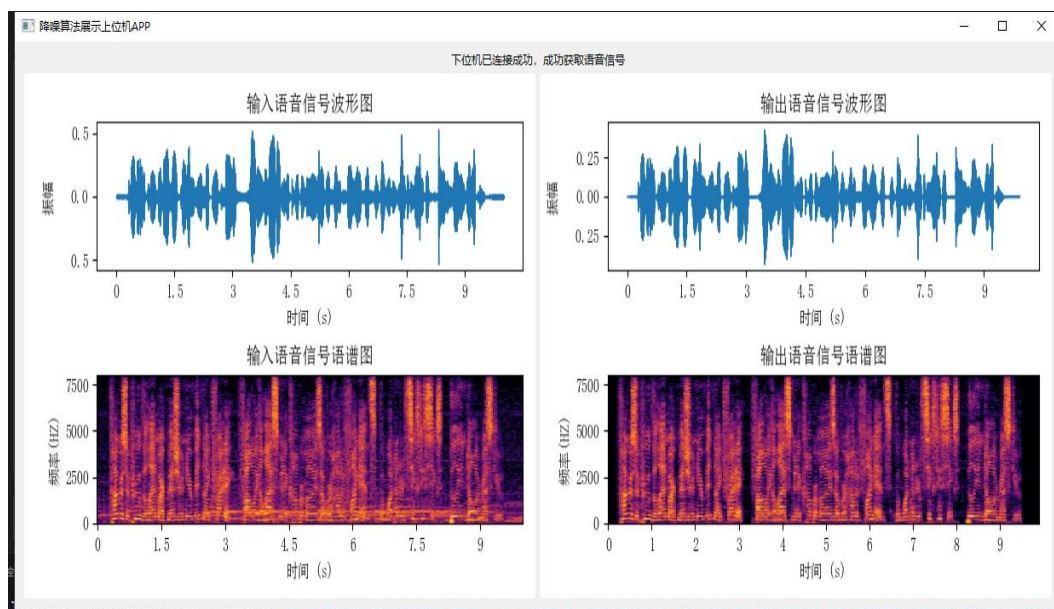 降噪算法展示上位机APP
下位机已连接成功，成功获取语音信号
输入语音信号波形图
0.5
0.0
0.5
振幅
0 1.5 3 4.5 6 7.5 9
时间 (s)
输出语音信号波形图
0.25
0.00
0.25
振幅
0 1.5 3 4.5 6 7.5 9
时间 (s)
输入语音信号语谱图
7500
5000
2500
0
频率 (HZ)
0 1.5 3 4.5 6 7.5 9
时间 (s)
输出语音信号语谱图
7500
5000
2500
0
频率 (HZ)
0 1 2 3 4 5 6 7 8 9
时间 (s)